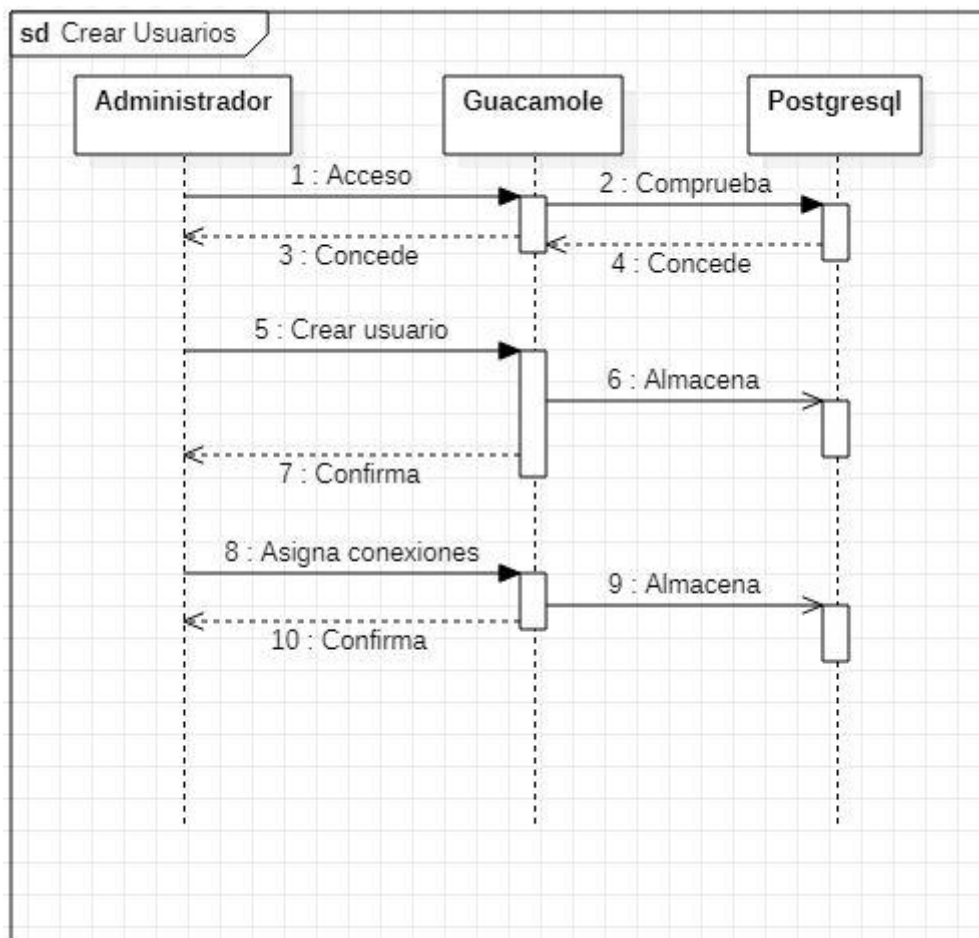 sd Crear Usuarios
Administrador
Guacamole
Postgresql
1 : Acceso
2 : Comprueba
3 : Concede
4 : Concede
5 : Crear usuario
6 : Almacena
7 : Confirma
8 : Asigna conexiones
9 : Almacena
10 : Confirma